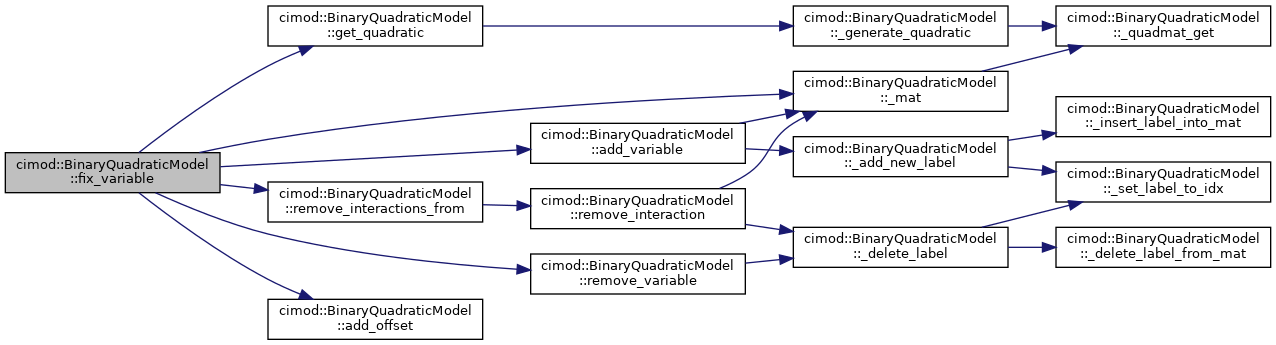 cimod::BinaryQuadraticModel
::fix_variable
cimod::BinaryQuadraticModel
::get_quadratic
cimod::BinaryQuadraticModel
::_generate_quadratic
cimod::BinaryQuadraticModel
::_quadmat_get
cimod::BinaryQuadraticModel
::_mat
cimod::BinaryQuadraticModel
::add_variable
cimod::BinaryQuadraticModel
::_add_new_label
cimod::BinaryQuadraticModel
::_insert_label_into_mat
cimod::BinaryQuadraticModel
::_set_label_to_idx
cimod::BinaryQuadraticModel
::remove_interactions_from
cimod::BinaryQuadraticModel
::remove_interaction
cimod::BinaryQuadraticModel
::_delete_label
cimod::BinaryQuadraticModel
::_delete_label_from_mat
cimod::BinaryQuadraticModel
::remove_variable
cimod::BinaryQuadraticModel
::add_offset